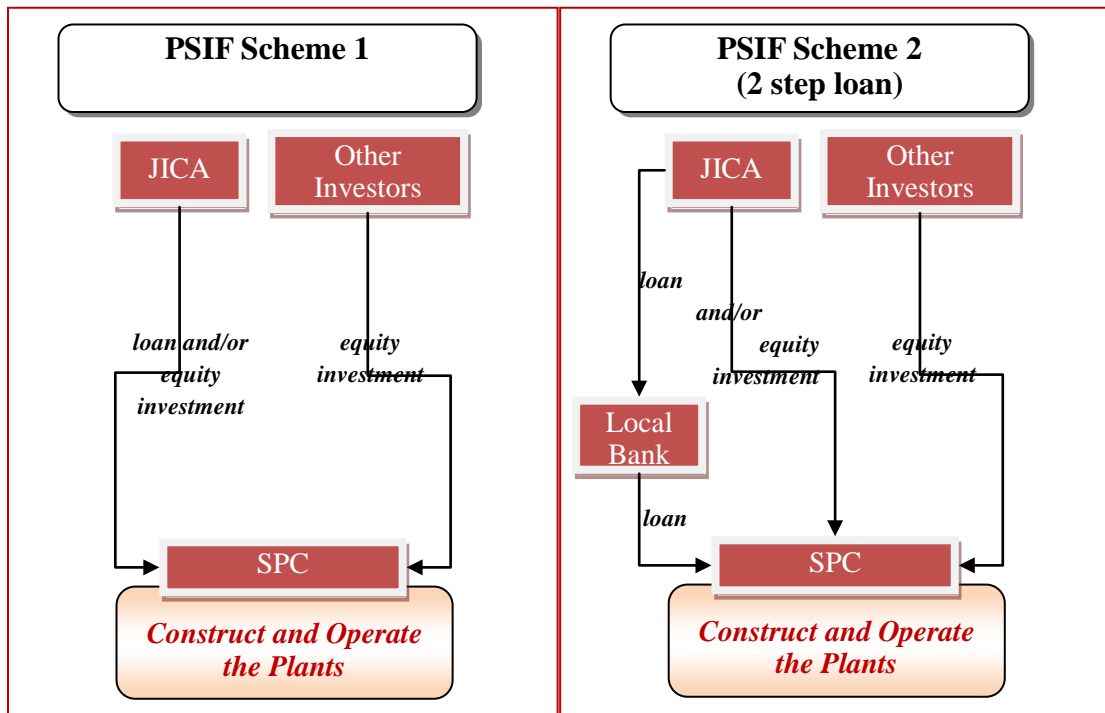 PSIF Scheme 1
JICA
Other
Investors
loan and/or
equity
investment
equity
investment
SPC
Construct and Operate
the Plants
PSIF Scheme 2
(2 step loan)
JICA
Other
Investors
loan
and/or
equity
investment
equity
investment
Local
Bank
loan
SPC
Construct and Operate
the Plants